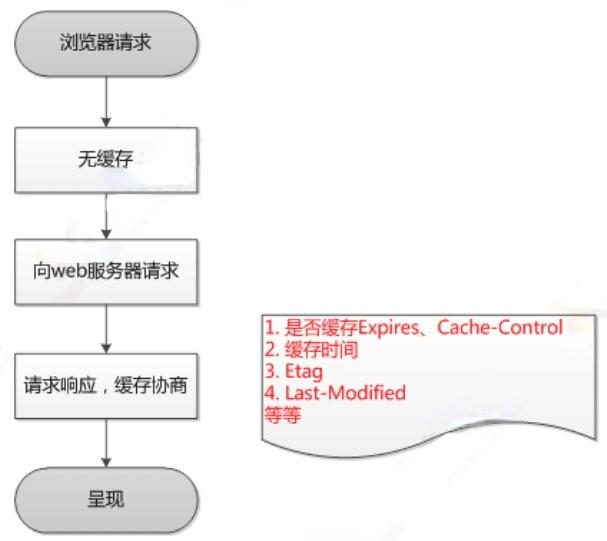 浏览器请求
无缓存
向web服务器请求
请求响应，缓存协商
呈现
1. 是否缓存Expires、Cache-Control
2. 缓存时间
3. Etag
4. Last-Modified
等等